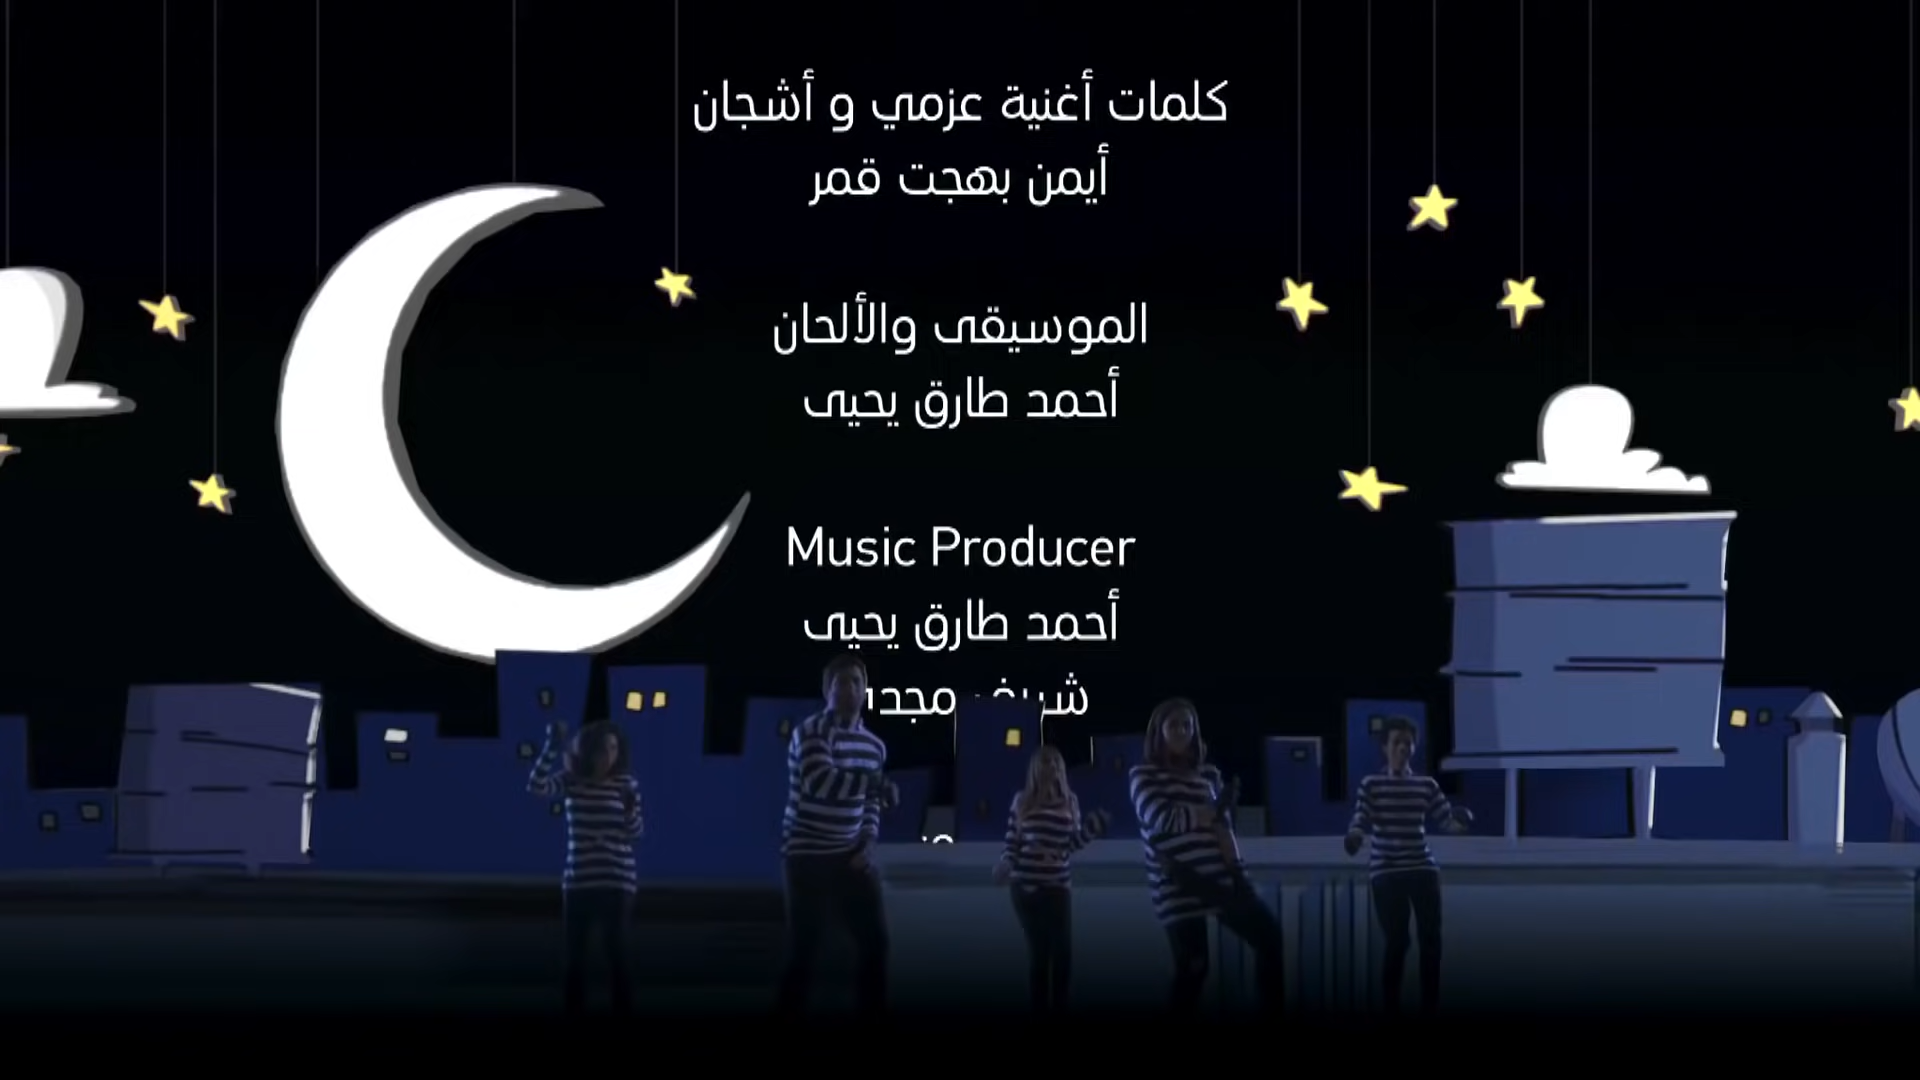 كلمات أغنية عزمي و أشجان
أيمن بهجت قمر
الموسيقى والألحان
أحمد طارق يحيى
Music Producer
أحمد طارق يحيى